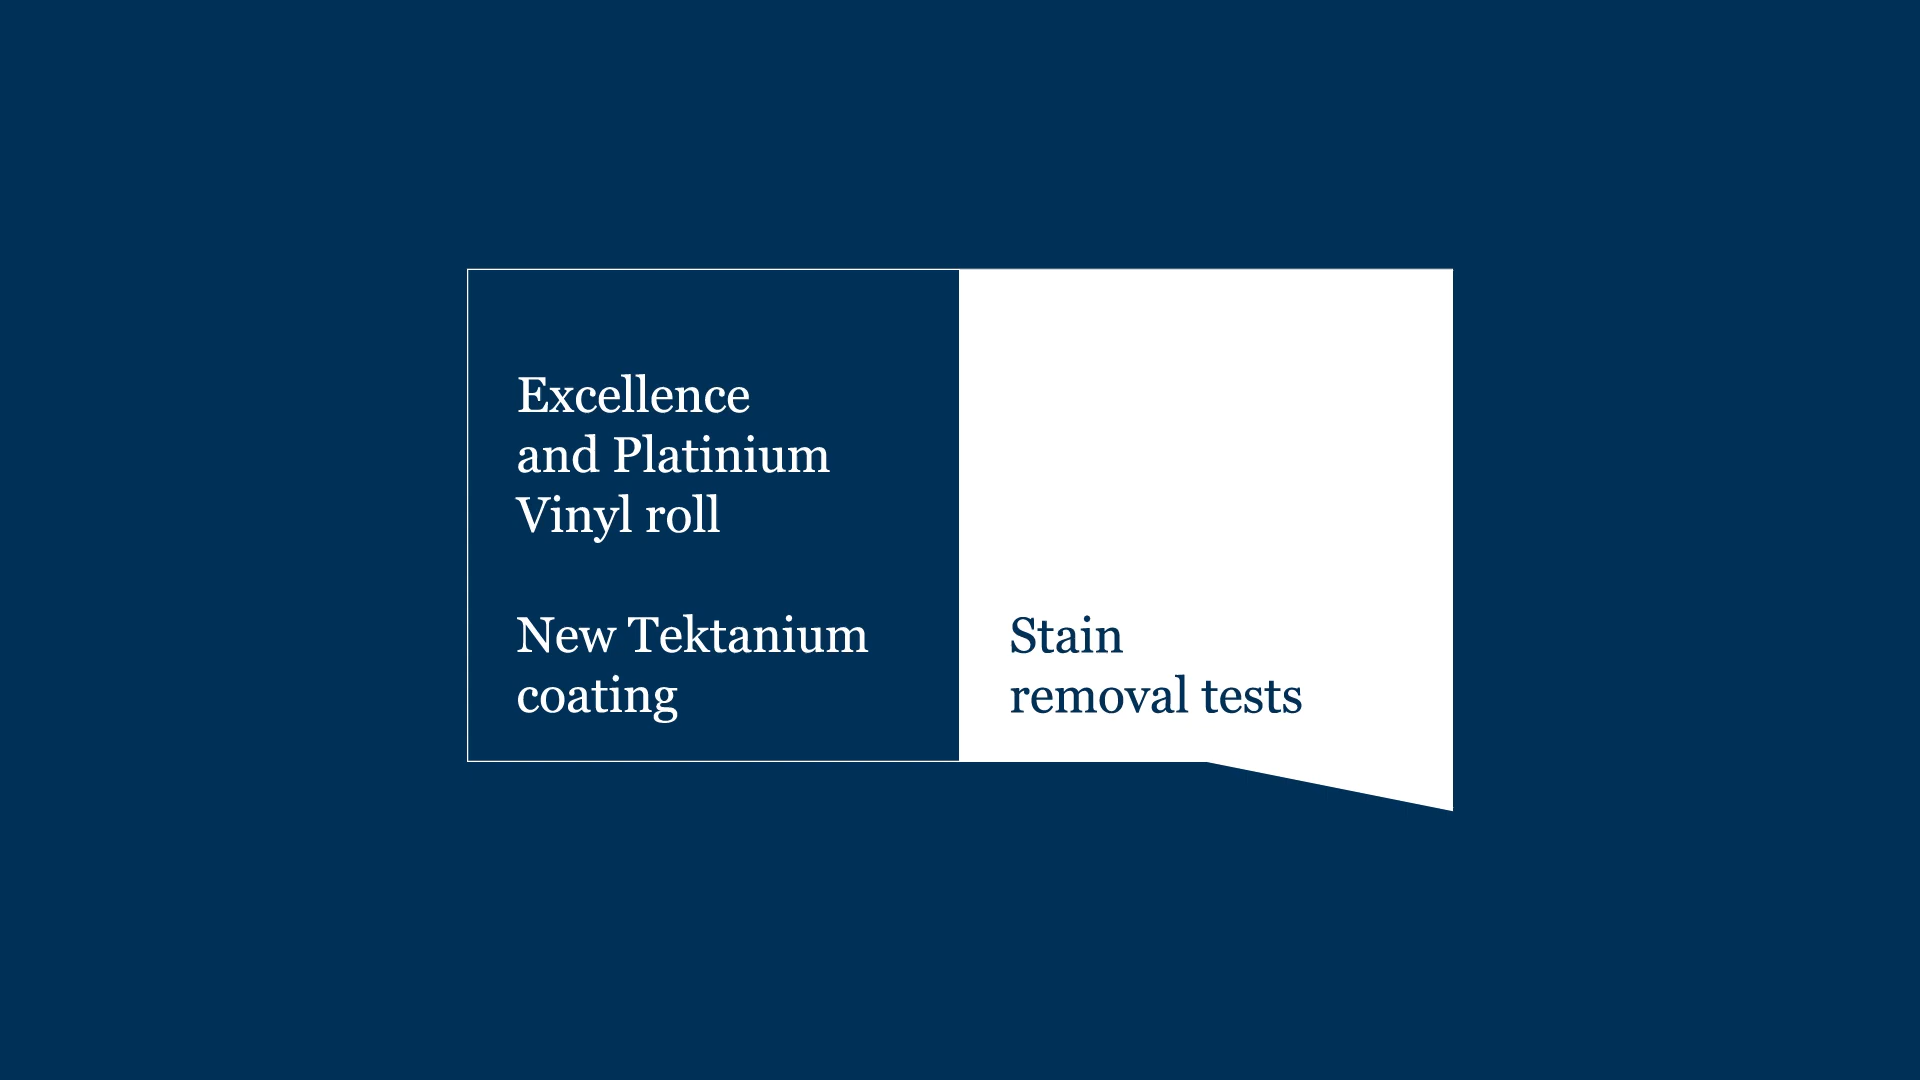 Excellence
and Platinium
Vinyl roll
New Tektanium
coating
Stain
removal tests